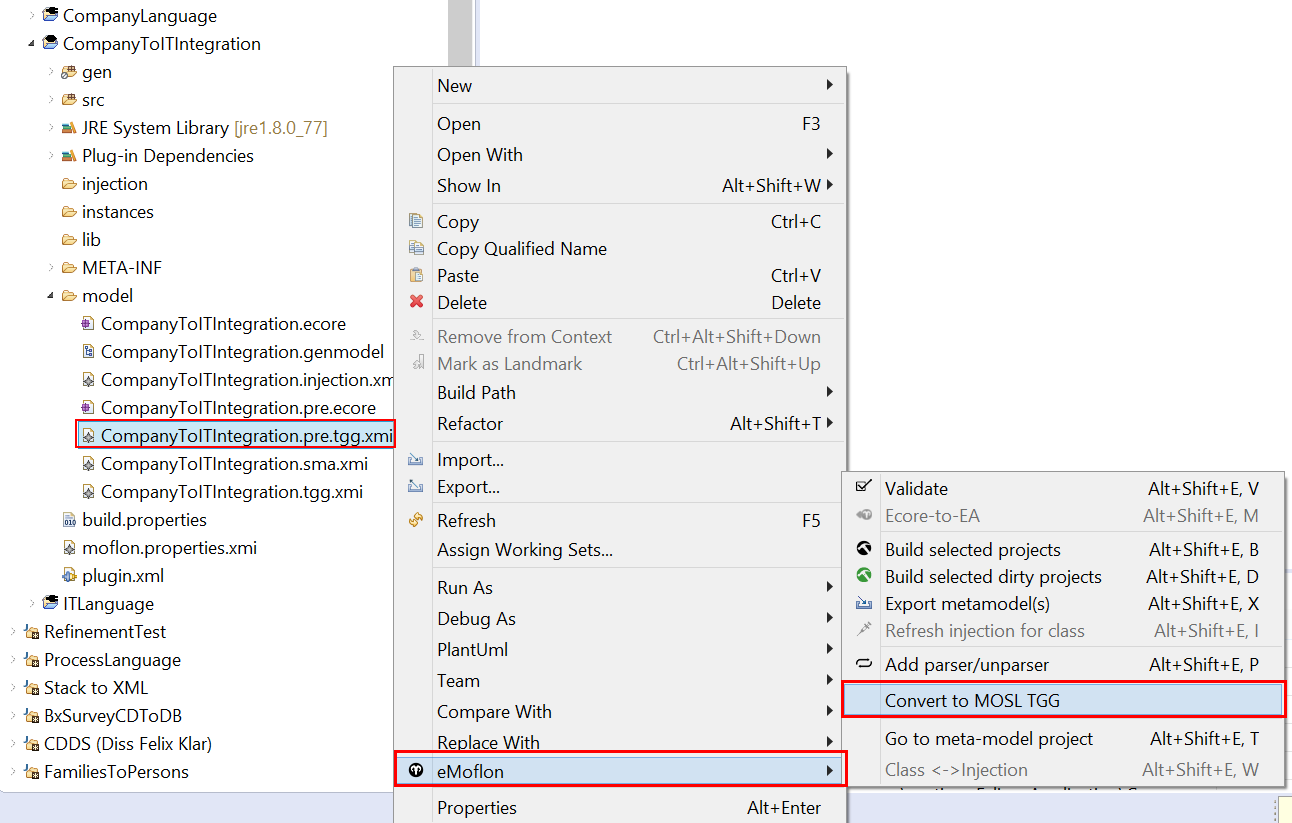 CompanyLanguage
CompanyToITIntegration
gen
src
JRE System Library [jre1.8.0_77]
Plug-in Dependencies
injection
instances
lib
META-INF
model
CompanyToITIntegration.ecore
CompanyToITIntegration.genmodel
CompanyToITIntegration.injection.xm
CompanyToITIntegration.pre.ecore
CompanyToITIntegration.pre.tgg.xmi
CompanyToITIntegration.sma.xmi
CompanyToITIntegration.tgg.xmi
build.properties
moflon.properties.xmi
plugin.xml
ITLanguage
RefinementTest
ProcessLanguage
Stack to XML
BxSurveyCDToDB
CDDS (Diss Felix Klar)
FamiliesToPersons
New
Open F3
Open With
Show In Alt+Shift+W
Copy Ctrl+C
Copy Qualified Name
Paste Ctrl+V
Delete Delete
Remove from Context Ctrl+Alt+Shift+Down
Mark as Landmark Ctrl+Alt+Shift+Up
Build Path
Refactor Alt+Shift+T
Import...
Export...
Refresh F5
Assign Working Sets...
Run As
Debug As
PlantUml
Team
Compare With
Replace With
eMoflon
Properties Alt+Enter
Validate Alt+Shift+E, V
Ecore-to-EA Alt+Shift+E, M
Build selected projects Alt+Shift+E, B
Build selected dirty projects Alt+Shift+E, D
Export metamodel(s) Alt+Shift+E, X
Refresh injection for class Alt+Shift+E, I
Add parser/unparser Alt+Shift+E, P
Convert to MOSL TGG
Go to meta-model project Alt+Shift+E, T
Class <->Injection Alt+Shift+E, W